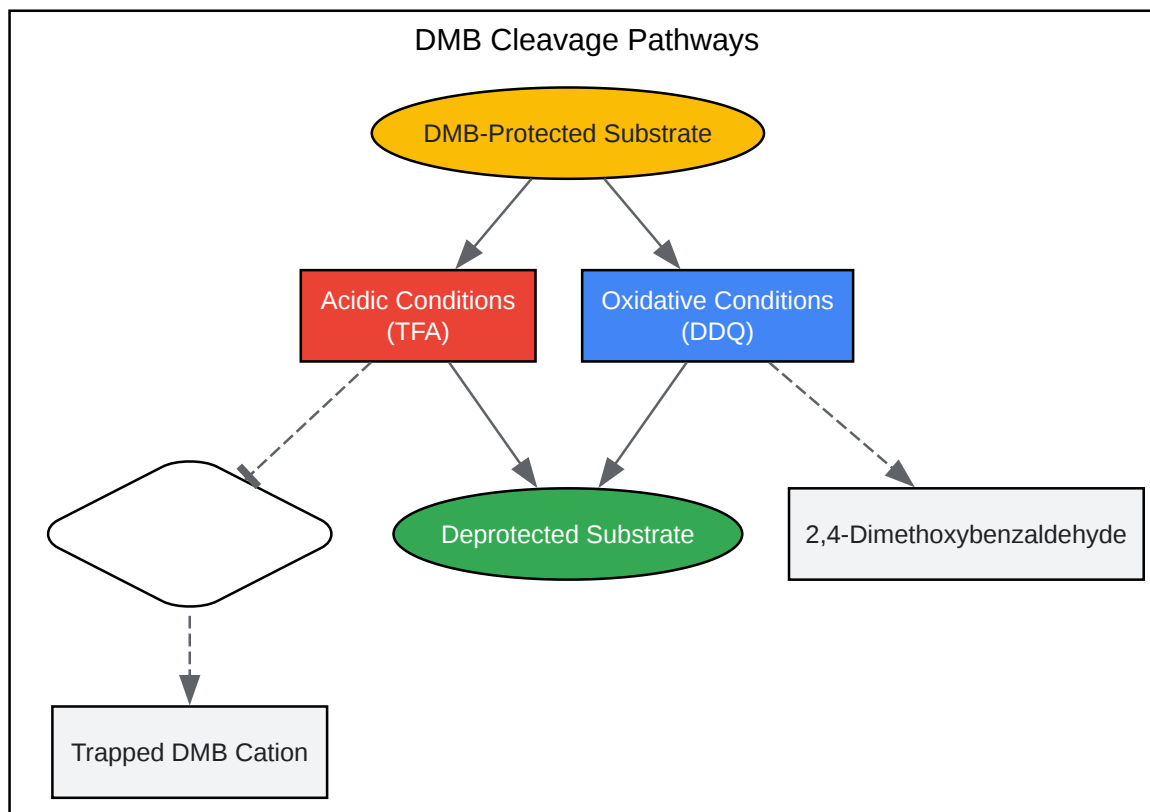 DMB Cleavage Pathways
DMB-Protected Substrate
Acidic Conditions
(TFA)
Oxidative Conditions
(DDQ)
Deprotected Substrate
2,4-Dimethoxybenzaldehyde
Trapped DMB Cation